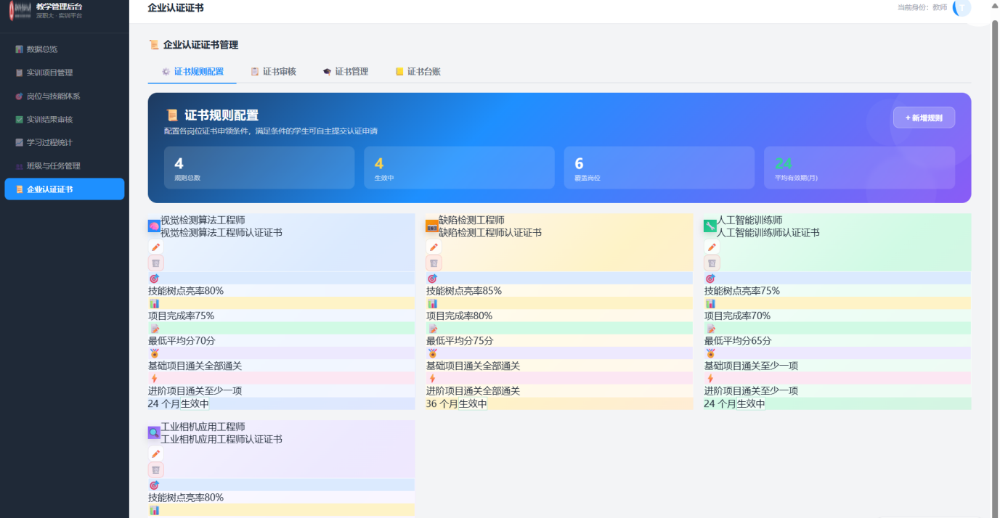 教学管理后台
深职大 · 实训平台
数据总览
实训项目管理
岗位与技能体系
实训结果审核
学习过程统计
班级与任务管理
企业认证证书
企业认证证书
当前身份：教师
T
企业认证证书管理
证书规则配置
证书审核
证书管理
证书台账
证书规则配置
配置各岗位证书申领条件，满足条件的学生可自主提交认证申请
+ 新增规则
4
规则总数
4
生效中
6
覆盖岗位
24
平均有效期(月)
视觉检测算法工程师
视觉检测算法工程师认证证书
技能树点亮率80%
项目完成率75%
最低平均分70分
基础项目通关全部通关
进阶项目通关至少一项
24 个月生效中
缺陷检测工程师
缺陷检测工程师认证证书
技能树点亮率85%
项目完成率80%
最低平均分75分
基础项目通关全部通关
进阶项目通关全部通关
36 个月生效中
人工智能训练师
人工智能训练师认证证书
技能树点亮率75%
项目完成率70%
最低平均分65分
基础项目通关至少一项
进阶项目通关至少一项
24 个月生效中
工业相机应用工程师
工业相机应用工程师认证证书
技能树点亮率80%